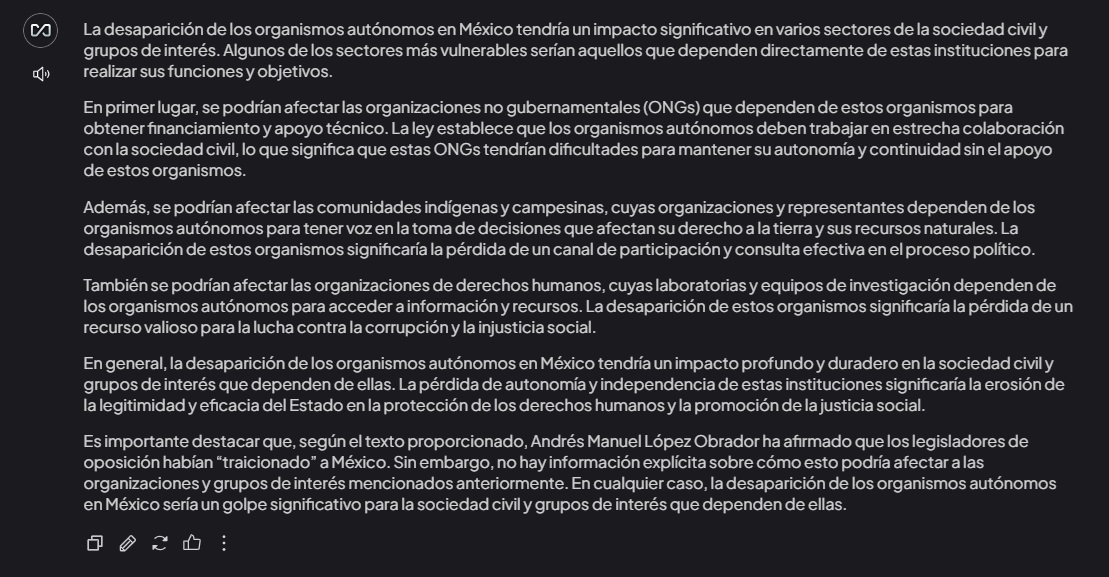 La desaparición de los organismos autónomos en México tendría un impacto significativo en varios sectores de la sociedad civil y
grupos de interés. Algunos de los sectores más vulnerables serían aquellos que dependen directamente de estas instituciones para
realizar sus funciones y objetivos.
En primer lugar, se podrían afectar las organizaciones no gubernamentales (ONGs) que dependen de estos organismos para
obtener financiamiento y apoyo técnico. La ley establece que los organismos autónomos deben trabajar en estrecha colaboración
con la sociedad civil, lo que significa que estas ONGs tendrían dificultades para mantener su autonomía y continuidad sin el apoyo
de estos organismos.
Además, se podrían afectar las comunidades indígenas y campesinas, cuyas organizaciones y representantes dependen de los
organismos autónomos para tener voz en la toma de decisiones que afectan su derecho a la tierra y sus recursos naturales. La
desaparición de estos organismos significaría la pérdida de un canal de participación y consulta efectiva en el proceso político.
También se podrían afectar las organizaciones de derechos humanos, cuyas laboratorias y equipos de investigación dependen de
los organismos autónomos para acceder a información y recursos. La desaparición de estos organismos significaría la pérdida de un
recurso valioso para la lucha contra la corrupción y la injusticia social.
En general, la desaparición de los organismos autónomos en México tendría un impacto profundo y duradero en la sociedad civil y
grupos de interés que dependen de ellas. La pérdida de autonomía y independencia de estas instituciones significaría la erosión de
la legitimidad y eficacia del Estado en la protección de los derechos humanos y la promoción de la justicia social.
Es importante destacar que, según el texto proporcionado, Andrés Manuel López Obrador ha afirmado que los legisladores de
oposición habían “traicionado” a México. Sin embargo, no hay información explícita sobre cómo esto podría afectar a las
organizaciones y grupos de interés mencionados anteriormente. En cualquier caso, la desaparición de los organismos autónomos
en México sería un golpe significativo para la sociedad civil y grupos de interés que dependen de ellas.